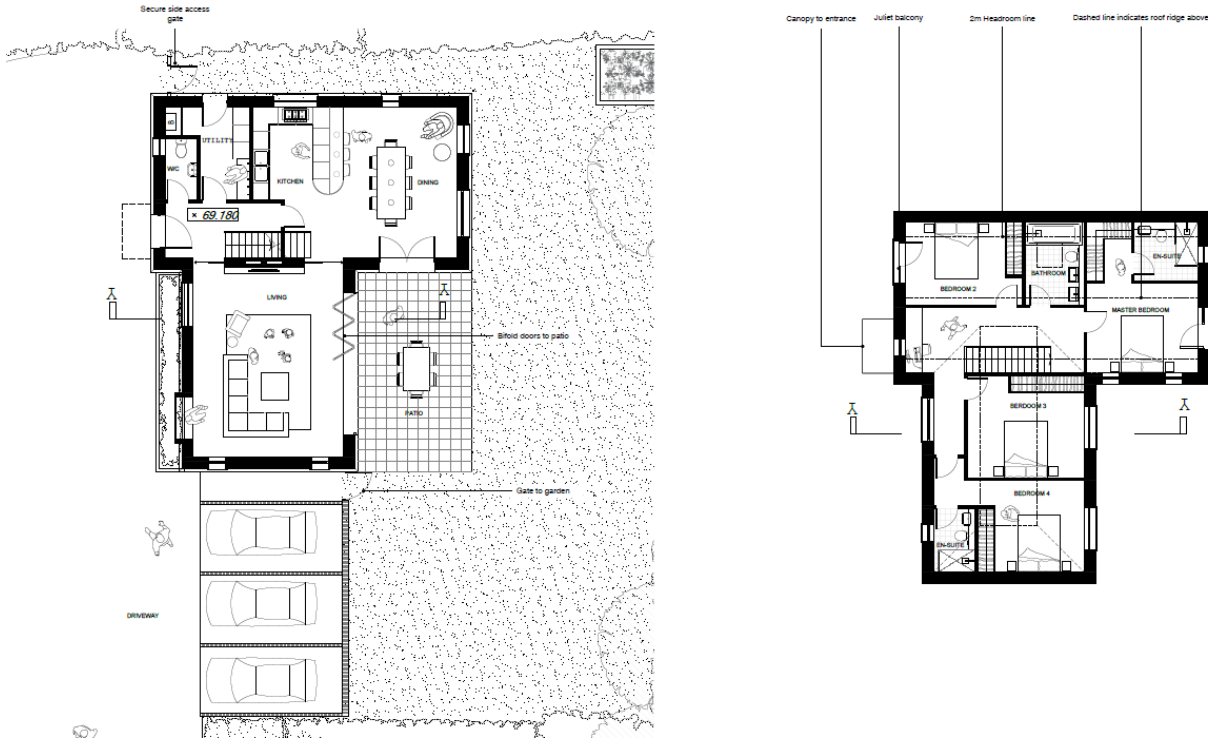 Secure side access
gate
Canopy to entrance
Juliet balcony
2m Headroom line
Dashed line indicates roof ridge above
B
UTILITY
W/C
KITCHEN
DINING
× 69.180
LIVING
Y
Y
Bifold doors to patio
PATIO
Gate to garden
DRIVEWAY
BEDROOM 2
BATHROOM
EN-SUITE
MASTER BEDROOM
BERDOOM 3
Y
Y
BEDROOM 4
EN-SUITE